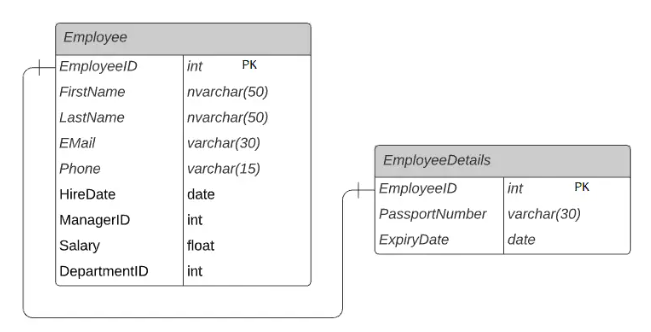 Employee
EmployeeID int PK
FirstName nvarchar(50)
LastName nvarchar(50)
EMail varchar(30)
Phone varchar(15)
HireDate date
ManagerID int
Salary float
DepartmentID int
EmployeeDetails
EmployeeID int PK
PassportNumber varchar(30)
ExpiryDate date